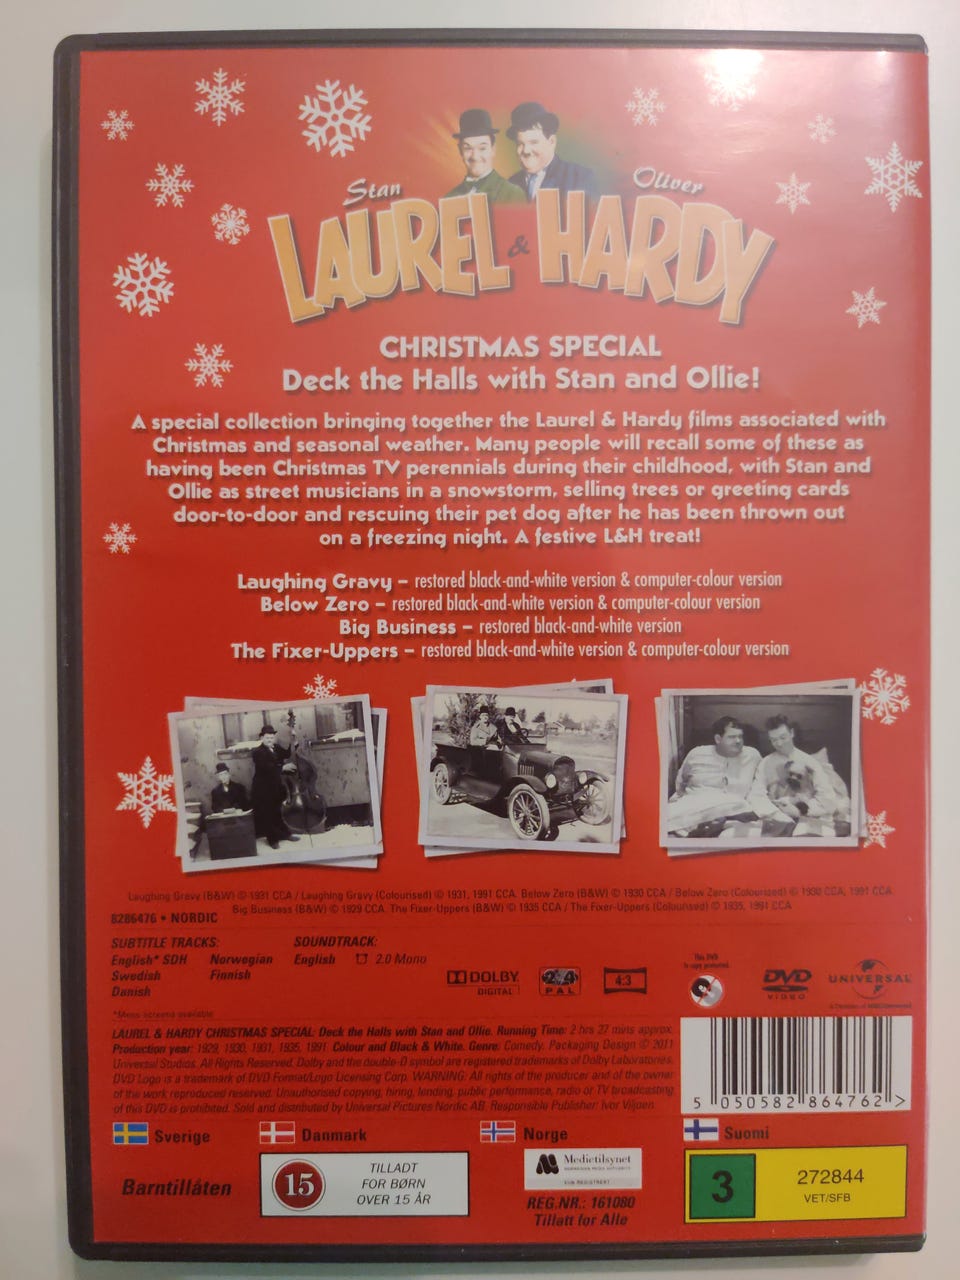 Stan Oliver
LAUREL & HARDY
CHRISTMAS SPECIAL
Deck the Halls with Stan and Ollie!
A special collection bringing together the Laurel & Hardy films associated with
Christmas and seasonal weather. Many people will recall some of these as
having been Christmas TV perennials during their childhood, with Stan and
Ollie as street musicians in a snowstorm, selling trees or greeting cards
door-to-door and rescuing their pet dog after he has been thrown out
on a freezing night. A festive L&H treat!
Laughing Gravy – restored black-and-white version & computer-colour version
Below Zero – restored black-and-white version & computer-colour version
Big Business – restored black-and-white version
The Fixer-Uppers – restored black-and-white version & computer-colour version
Laughing Gravy (B&W) © 1931 CCA / Laughing Gravy (Colourised) © 1931, 1991 CCA. Below Zero (B&W) © 1930 CCA / Below Zero (Colourised) © 1930 CCA, 1991 CCA
Big Business (B&W) © 1929 CCA. The Fixer-Uppers (B&W) © 1935 CCA / The Fixer-Uppers (Colourised) © 1935, 1991 CCA
8286476 • NORDIC
SUBTITLE TRACKS:
English* SDH Norwegian
Swedish Finnish
Danish
*Menu screens available
SOUNDTRACK:
English 2.0 Mono
DOLBY
DIGITAL
2 4
PAL
4:3
This DVD
is copy protected.
DVD
VIDEO
UNIVERSAL
LAUREL & HARDY CHRISTMAS SPECIAL: Deck the Halls with Stan and Ollie. Running Time: 2 hrs 27 mins approx.
Production year: 1929, 1930, 1931, 1935, 1991. Colour and Black & White. Genre: Comedy. Packaging Design © 2011
Universal Studios. All Rights Reserved. Dolby and the double-D symbol are registered trademarks of Dolby Laboratories.
DVD Logo is a trademark of DVD Format/Logo Licensing Corp. WARNING: All rights of the producer and of the owner
of the work reproduced reserved. Unauthorised copying, hiring, lending, public performance, radio or TV broadcasting
of this DVD is prohibited. Sold and distributed by Universal Pictures Nordic AB. Responsible Publisher: Ivor Viljoen.
5 050582 864762 >
Sverige
Barntillåten
Danmark
15
TILLADT
FOR BØRN
OVER 15 ÅR
Norge
Medietilsynet
NORWEGIAN MEDIA AUTHORITY
VIDEOGRAM
REG.NR.: 161080
Tillatt for Alle
Suomi
3
272844
VET/SFB